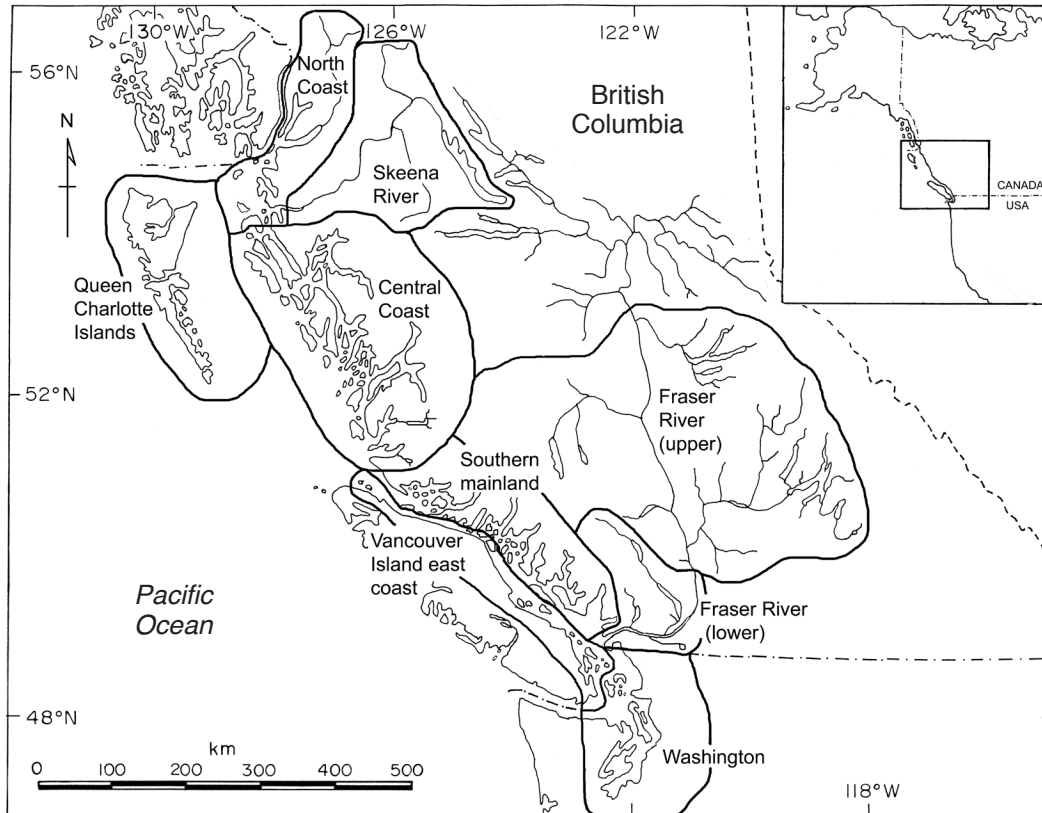 130°W
126°W
122°W
56°N
North
Coast
British
Columbia
N
Skeena
River
CANADA
USA
Queen
Charlotte
Islands
Central
Coast
52°N
Fraser
River
(upper)
Southern
mainland
Vancouver
Island east
coast
Pacific
Ocean
Fraser River
(lower)
48°N
km
Washington
0 100 200 300 400 500
118°W